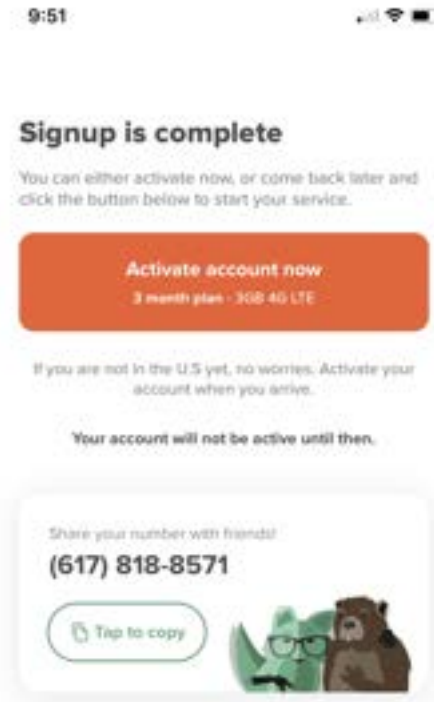 9:51
Signup is complete
You can either activate now, or come back later and
click the button below to start your service.
Activate account now
3 month plan · 3GB 4G LTE
If you are not in the U.S yet, no worries. Activate your
account when you arrive.
Your account will not be active until then.
Share your number with friends!
(617) 818-8571
Tap to copy